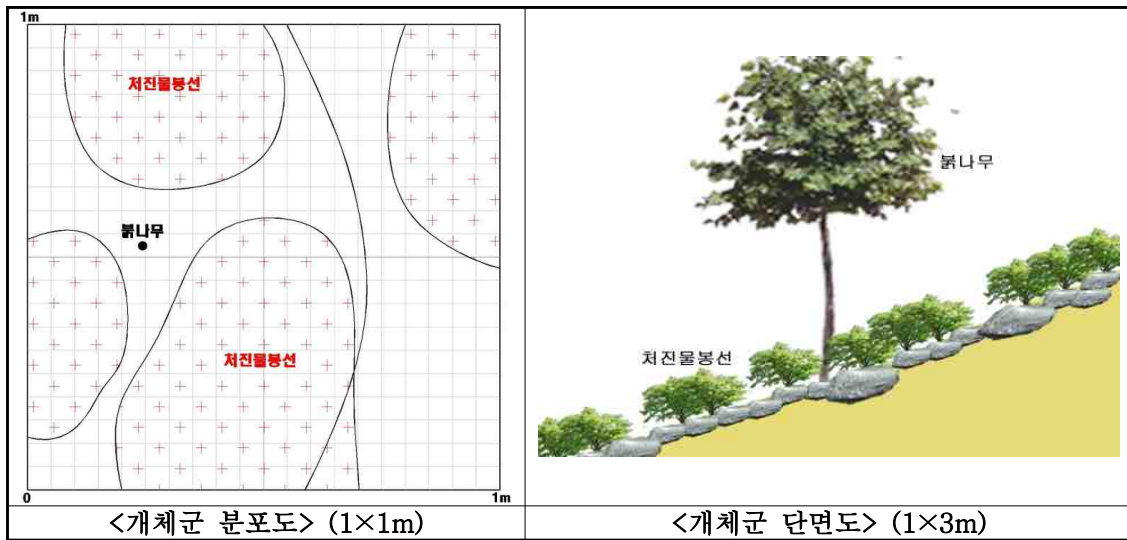 1m
처진물봉선
붉나무
처진물봉선
0
1m
붉나무
처진물봉선
<개체군 분포도> (1×1m)
<개체군 단면도> (1×3m)